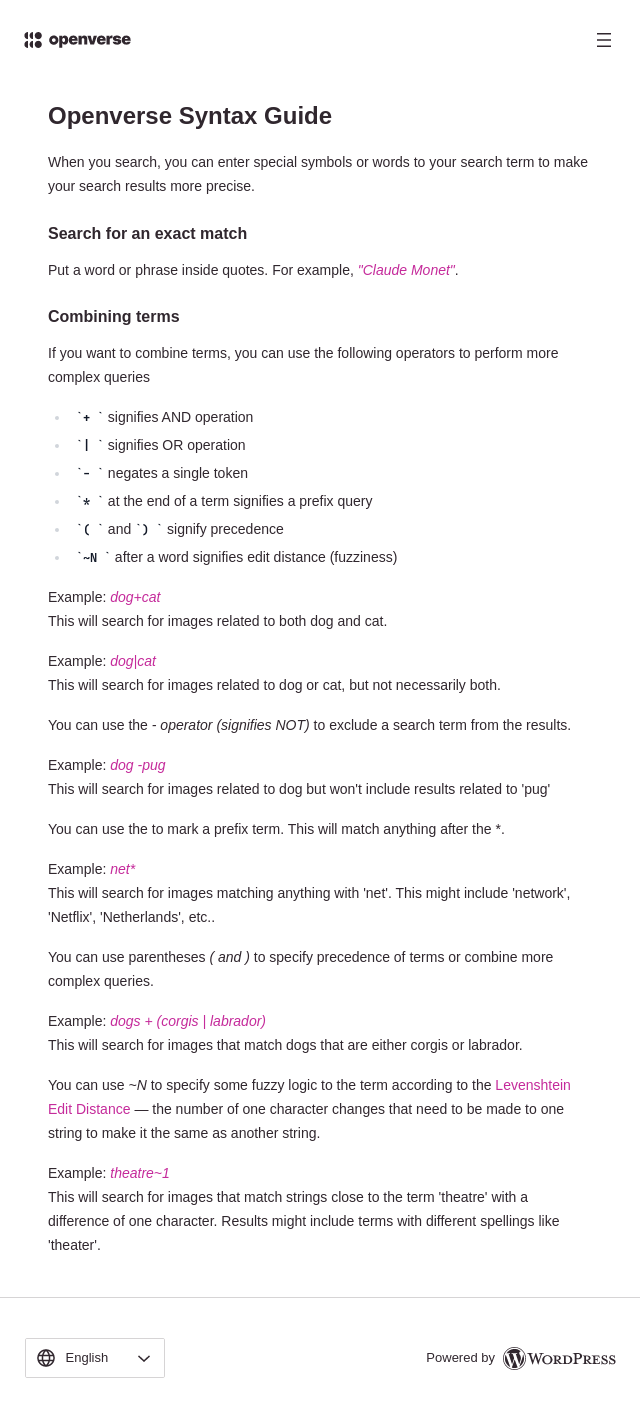 openverse
Openverse Syntax Guide
When you search, you can enter special symbols or words to your search term to make
your search results more precise.
Search for an exact match
Put a word or phrase inside quotes. For example, "Claude Monet".
Combining terms
If you want to combine terms, you can use the following operators to perform more
complex queries
`+ ` signifies AND operation
`| ` signifies OR operation
`- ` negates a single token
`* ` at the end of a term signifies a prefix query
`( ` and `) ` signify precedence
`~N ` after a word signifies edit distance (fuzziness)
Example: dog+cat
This will search for images related to both dog and cat.
Example: dog|cat
This will search for images related to dog or cat, but not necessarily both.
You can use the - operator (signifies NOT) to exclude a search term from the results.
Example: dog -pug
This will search for images related to dog but won't include results related to 'pug'
You can use the to mark a prefix term. This will match anything after the *.
Example: net*
This will search for images matching anything with 'net'. This might include 'network',
'Netflix', 'Netherlands', etc..
You can use parentheses ( and ) to specify precedence of terms or combine more
complex queries.
Example: dogs + (corgis | labrador)
This will search for images that match dogs that are either corgis or labrador.
You can use ~N to specify some fuzzy logic to the term according to the Levenshtein
Edit Distance — the number of one character changes that need to be made to one
string to make it the same as another string.
Example: theatre~1
This will search for images that match strings close to the term 'theatre' with a
difference of one character. Results might include terms with different spellings like
'theater'.
English
Powered by WORDPRESS